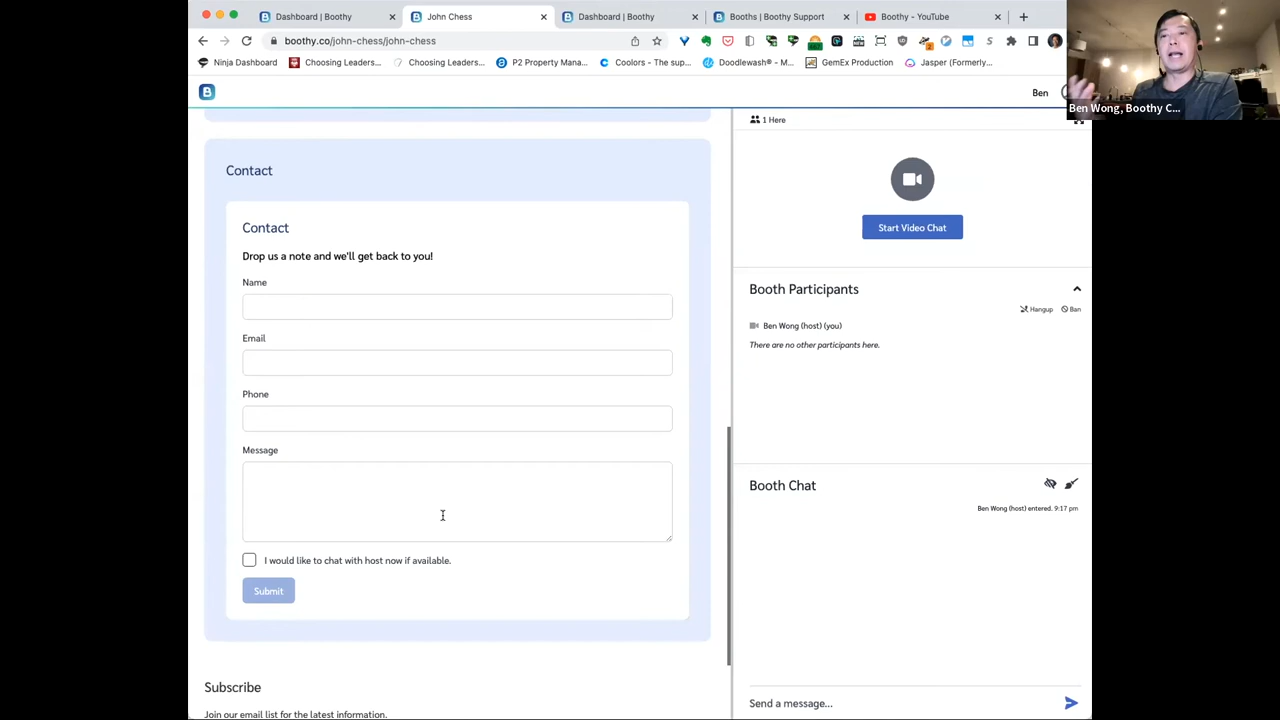 Dashboard | Boothy
John Chess
Dashboard | Boothy
Booths | Boothy Support
Boothy - YouTube
boothy.co/john-chess/john-chess
Ninja Dashboard
Choosing Leaders...
Choosing Leaders...
P2 Property Mana...
Coolors - The sup...
Doodlewash® - M...
GemEx Production
Jasper (Formerly...
B
Ben
Ben Wong, Boothy C...
1 Here
Start Video Chat
Contact
Contact
Drop us a note and we'll get back to you!
Name
Email
Phone
Message
I would like to chat with host now if available.
Submit
Subscribe
Join our email list for the latest information.
Booth Participants
Hangup
Ban
Ben Wong (host) (you)
There are no other participants here.
Booth Chat
Ben Wong (host) entered. 9:17 pm
Send a message...